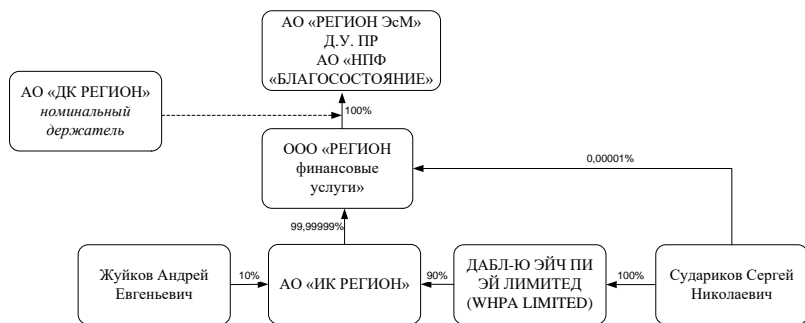 АО «РЕГИОН ЭсМ»
Д.У. ПР
АО «НПФ
«БЛАГОСОСТОЯНИЕ»
АО «ДК РЕГИОН»
номинальный
держатель
100%
ООО «РЕГИОН
финансовые
услуги»
0,00001%
99,99999%
Жуйков Андрей
Евгеньевич
10%
АО «ИК РЕГИОН»
90%
ДАБЛ-Ю ЭЙЧ ПИ
ЭЙ ЛИМИТЕД
(WHPA LIMITED)
100%
Судариков Сергей
Николаевич